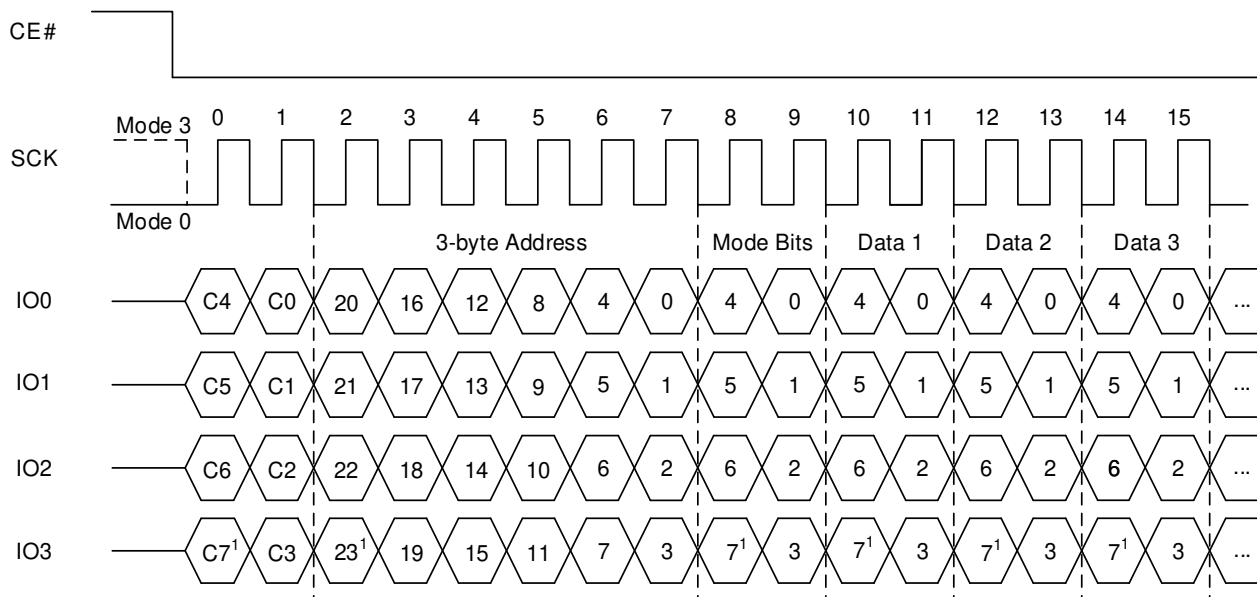 CE#
Mode 3 0 1 2 3 4 5 6 7 8 9 10 11 12 13 14 15
SCK
Mode 0
3-byte Address Mode Bits Data 1 Data 2 Data 3
IO0 C4 C0 20 16 12 8 4 0 4 0 4 0 4 0 4 0 ...
IO1 C5 C1 21 17 13 9 5 1 5 1 5 1 5 1 5 1 ...
IO2 C6 C2 22 18 14 10 6 2 6 2 6 2 6 2 6 2 ...
IO3 C7¹ C3 23¹ 19 15 11 7 3 7¹ 3 7¹ 3 7¹ 3 7¹ 3 ...